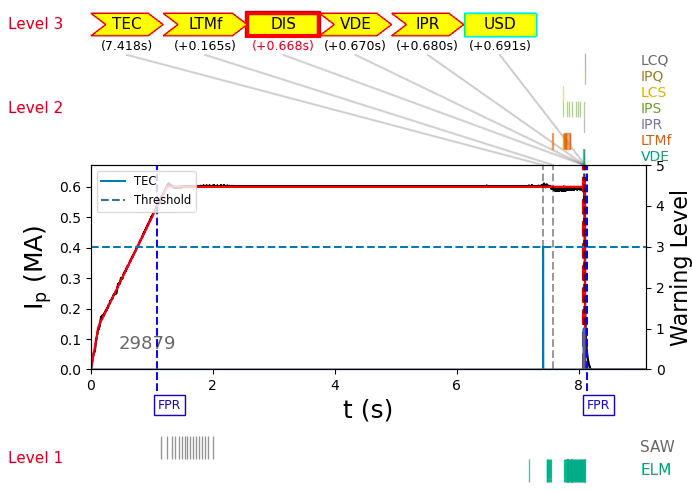 Level 3 TEC LTMf DIS VDE IPR USD
(7.418s) (+0.165s) (+0.668s) (+0.670s) (+0.680s) (+0.691s)
LCQ
IPQ
LCS
Level 2 IPS
IPR
LTMf
VDE
TEC
Threshold
29879
Ip (MA)
0.6
0.5
0.4
0.3
0.2
0.1
0.0
5
4
3
2
1
0
Warning Level
0 2 4 6 8
FPR t (s) FPR
SAW
Level 1 ELM